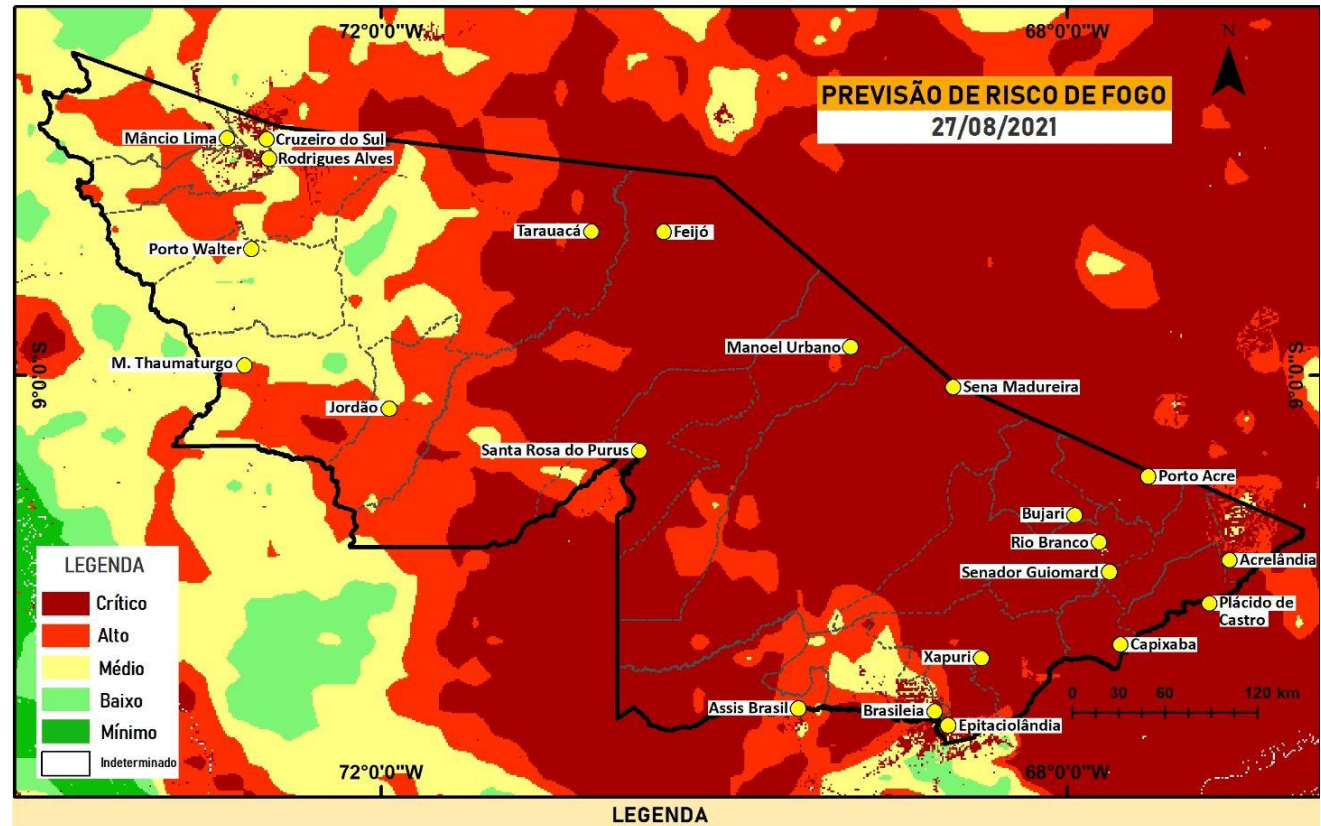 72°0'0"W
68°0'0"W
N
PREVISÃO DE RISCO DE FOGO
27/08/2021
Mâncio Lima
Cruzeiro do Sul
Rodrigues Alves
Tarauacá
Feijó
Porto Walter
Manoel Urbano
9°0'0"S
9°0'0"S
M. Thaumaturgo
Sena Madureira
Jordão
Santa Rosa do Purus
Porto Acre
Bujari
Rio Branco
Acrelândia
Senador Guiomard
Plácido de
Castro
Capixaba
Xapuri
Assis Brasil
Brasileia
Epitaciolândia
0 30 60 120 km
LEGENDA
Crítico
Alto
Médio
Baixo
Mínimo
Indeterminado
72°0'0"W
68°0'0"W
LEGENDA